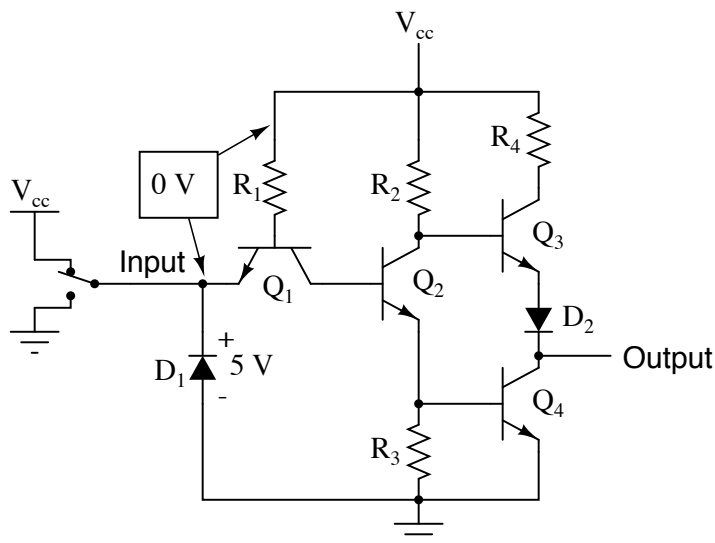 Vcc
R4
0 V
R1
R2
Vcc
Q3
Input
Q1
Q2
D2
D1
+
5 V
-
Output
Q4
R3